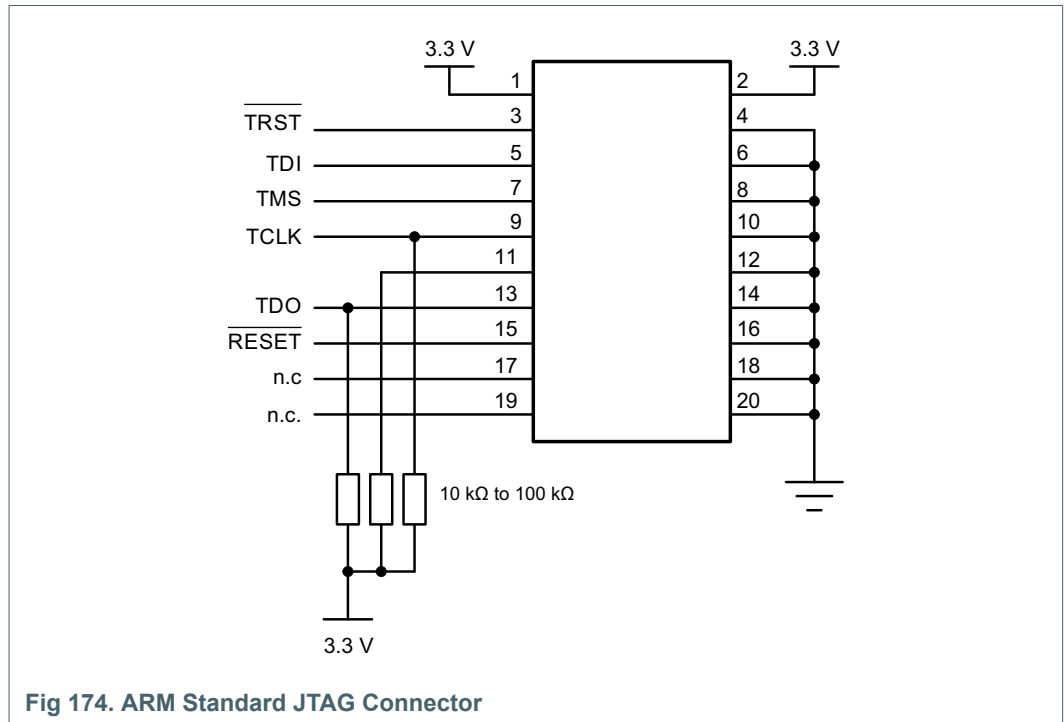 3.3 V
3.3 V
1
2
TRST
3
4
TDI
5
6
TMS
7
8
TCLK
9
10
11
12
TDO
13
14
RESET
15
16
n.c
17
18
n.c.
19
20
10 kΩ to 100 kΩ
3.3 V
Fig 174. ARM Standard JTAG Connector